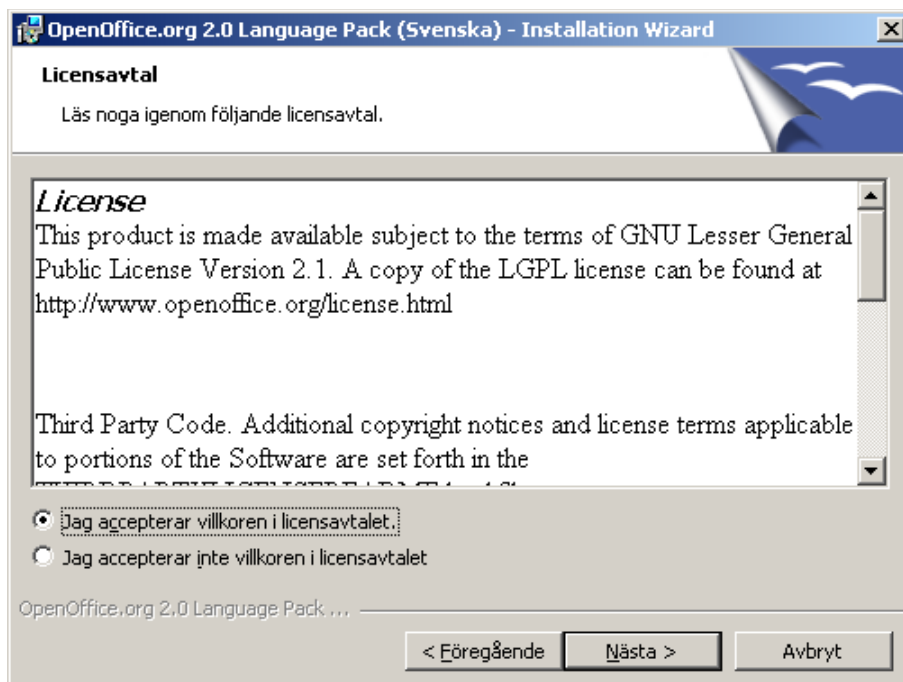 OpenOffice.org 2.0 Language Pack (Svenska) - Installation Wizard
Licensavtal
Läs noga igenom följande licensavtal.
License
This product is made available subject to the terms of GNU Lesser General
Public License Version 2.1. A copy of the LGPL license can be found at
http://www.openoffice.org/license.html
Third Party Code. Additional copyright notices and license terms applicable
to portions of the Software are set forth in the
Jag accepterar villkoren i licensavtalet.
Jag accepterar inte villkoren i licensavtalet
OpenOffice.org 2.0 Language Pack ...
< Föregående
Nästa >
Avbryt